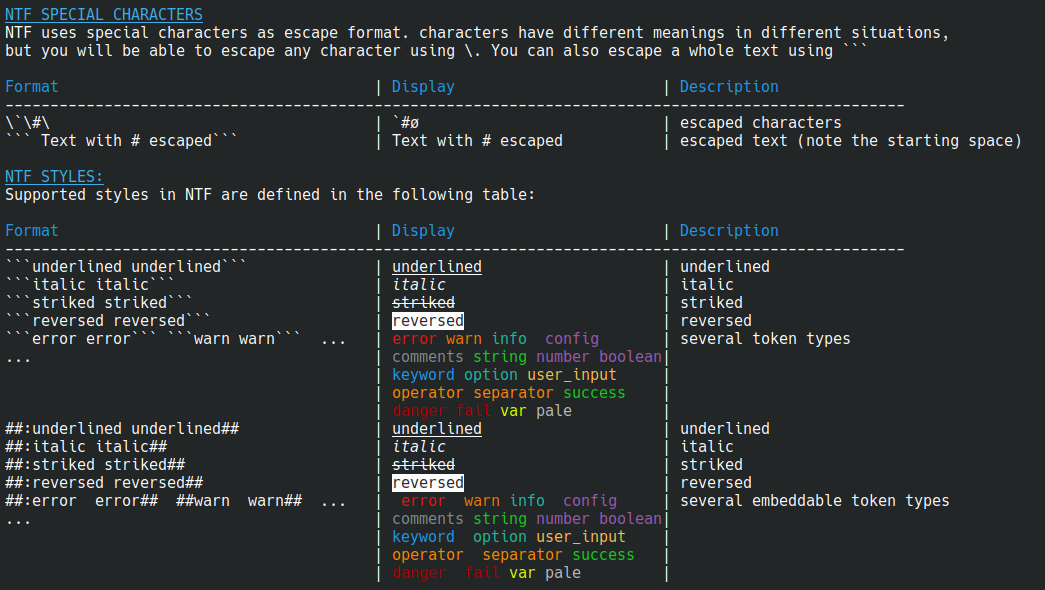 NTF SPECIAL CHARACTERS
NTF uses special characters as escape format. characters have different meanings in different situations,
but you will be able to escape any character using \. You can also escape a whole text using ```
Format | Display | Description
----------------------------------------------------------------------------------------------------
\`\#\ | `#ø | escaped characters
``` Text with # escaped``` | Text with # escaped | escaped text (note the starting space)
NTF STYLES:
Supported styles in NTF are defined in the following table:
Format | Display | Description
----------------------------------------------------------------------------------------------------
```underlined underlined``` | underlined | underlined
```italic italic``` | italic | italic
```striked striked``` | striked | striked
```reversed reversed``` | reversed | reversed
```error error``` ```warn warn``` ... | error warn info config | several token types
... | comments string number boolean|
| keyword option user_input |
| operator separator success |
| danger fail var pale |
##:underlined underlined## | underlined | underlined
##:italic italic## | italic | italic
##:striked striked## | striked | striked
##:reversed reversed## | reversed | reversed
##:error error## ##warn warn## ... | error warn info config | several embeddable token types
... | comments string number boolean|
| keyword option user_input |
| operator separator success |
| danger fail var pale |